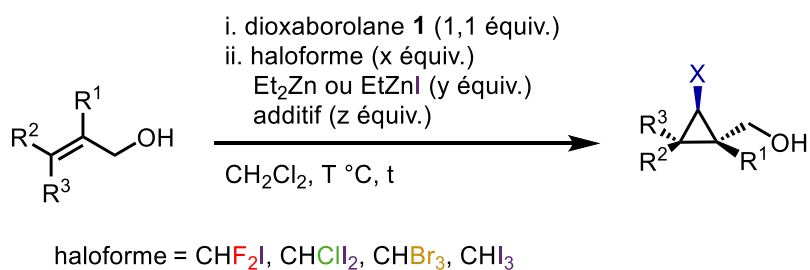 i. dioxaborolane 1 (1,1 équiv.)
ii. haloforme (x équiv.)
Et₂Zn ou EtZnI (y équiv.)
additif (z équiv.)
CH₂Cl₂, T °C, t
R¹
R²
OH
R³
X
R³
R²
R¹
OH
haloforme = CHF₂I, CHClI₂, CHBr₃, CHI₃